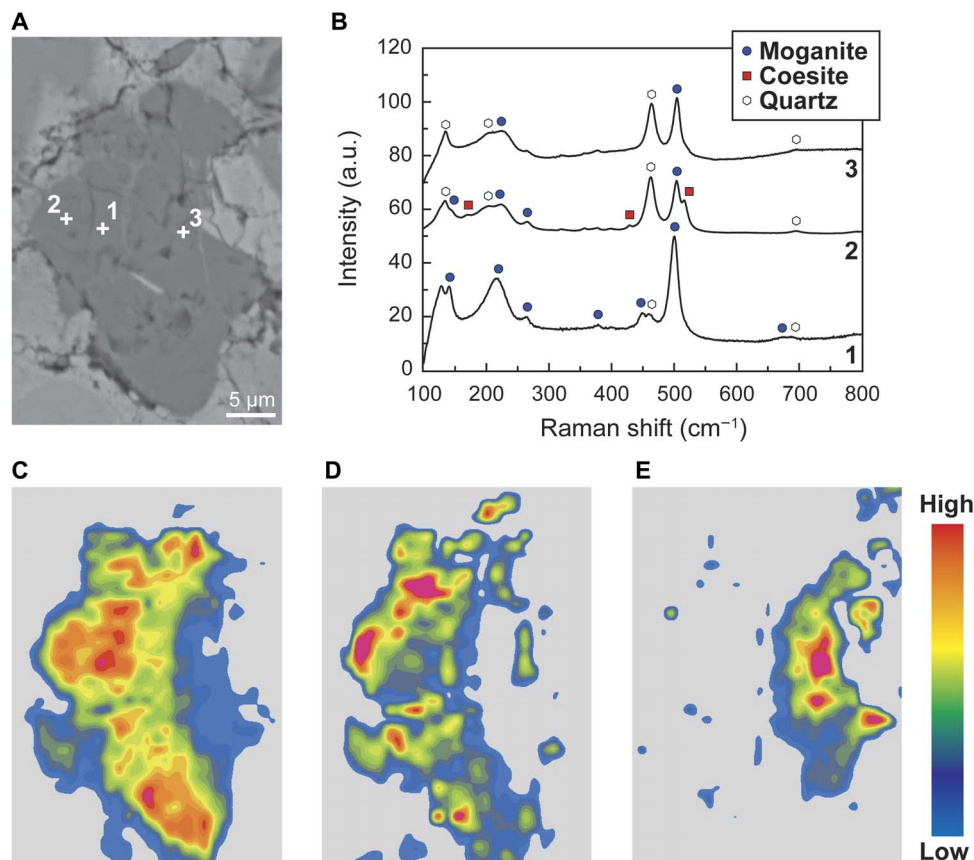 A
2
1
3
5 µm
B
120
100
80
60
40
20
0
Intensity (a.u.)
Moganite
Coesite
Quartz
3
2
1
100 200 300 400 500 600 700 800
Raman shift (cm⁻¹)
C
D
E
High
Low